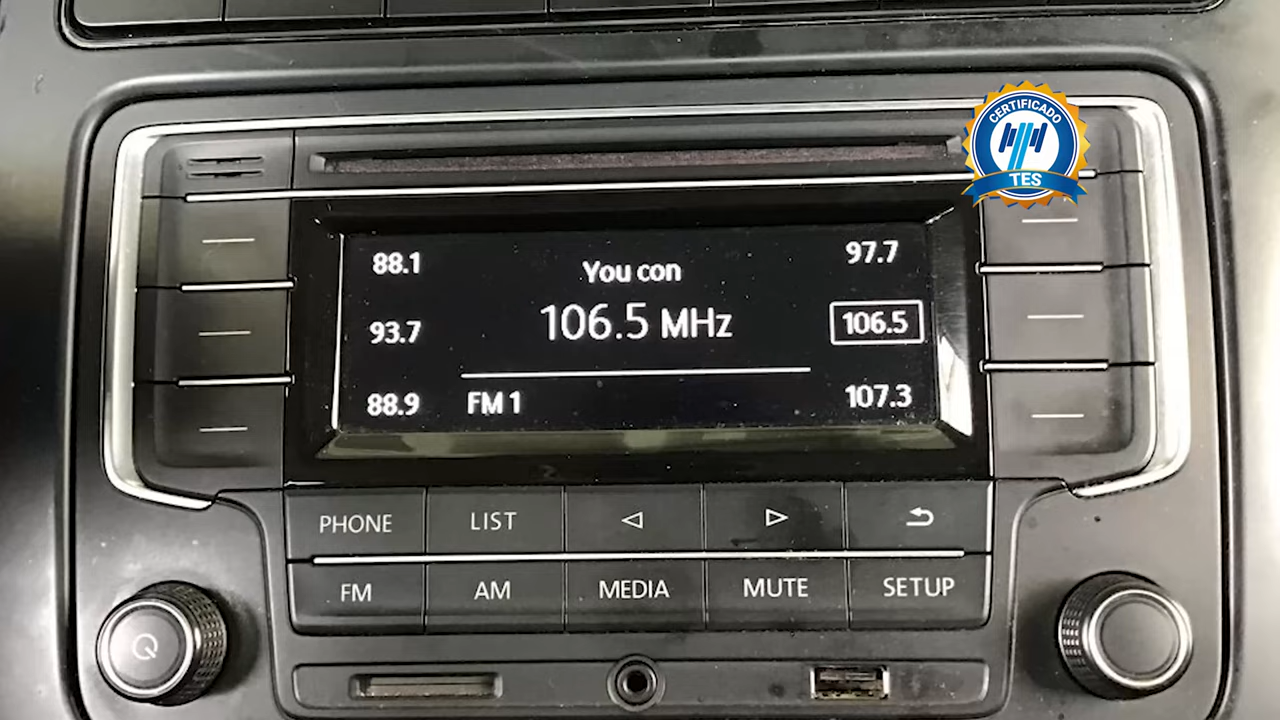 CERTIFICADO
TES
88.1
You con
97.7
93.7
106.5 MHz
106.5
88.9
FM 1
107.3
PHONE
LIST
FM
AM
MEDIA
MUTE
SETUP